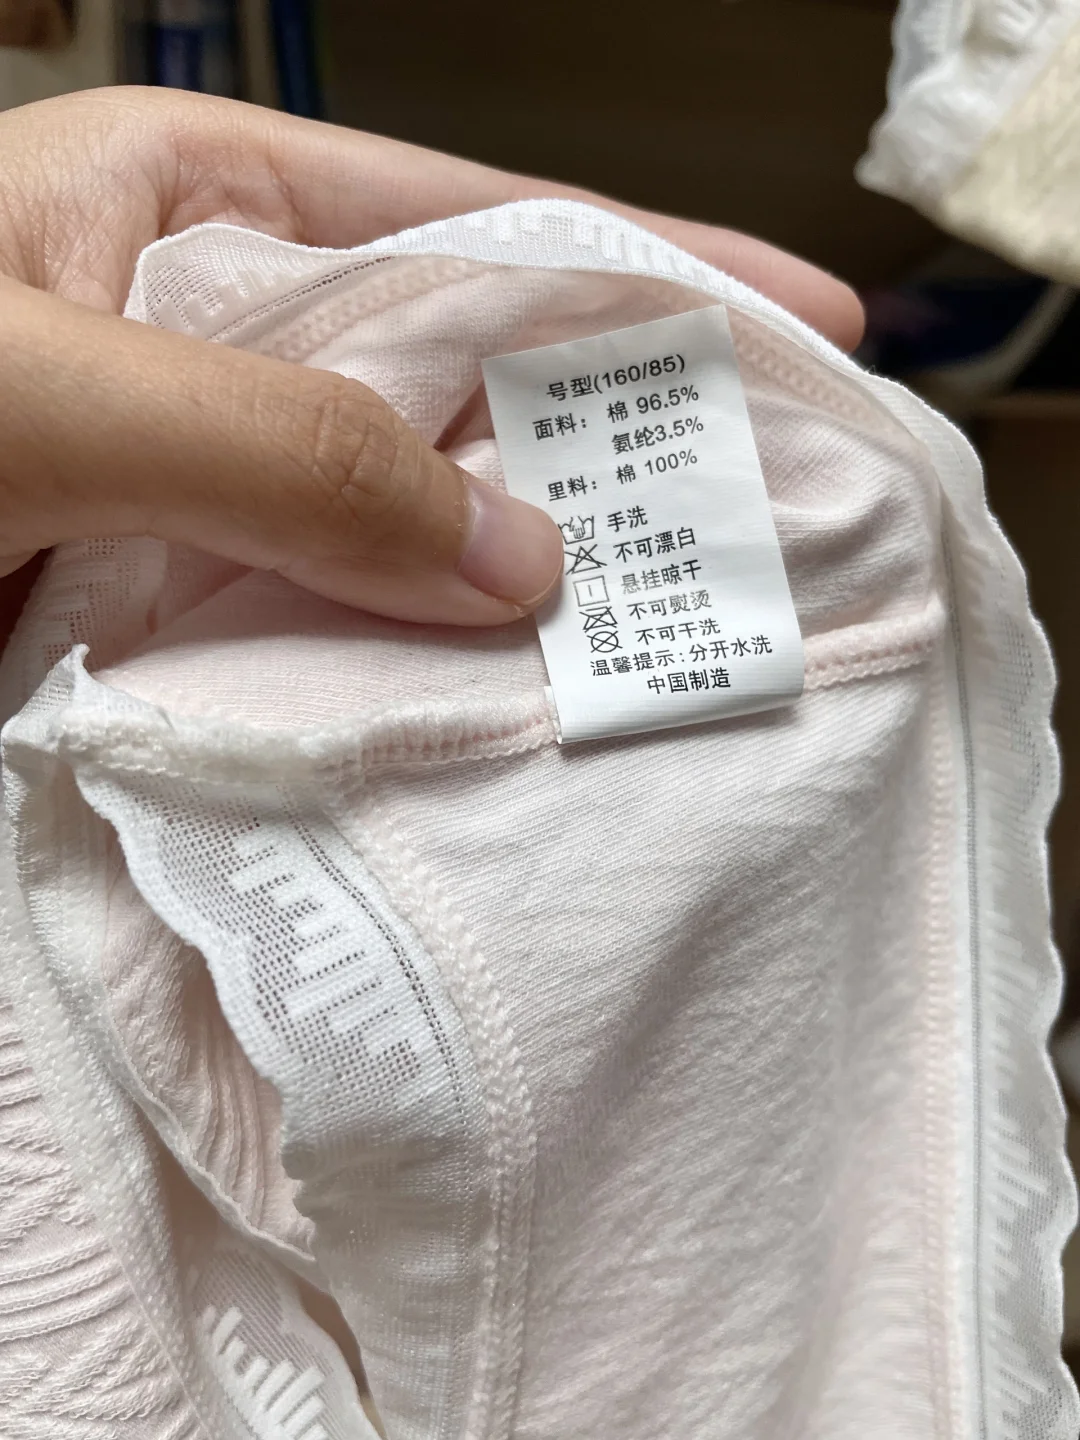 号型(160/85)
面料： 棉 96.5%
氨纶3.5%
里料： 棉 100%
手洗
不可漂白
悬挂晾干
不可熨烫
不可干洗
温馨提示:分开水洗
中国制造